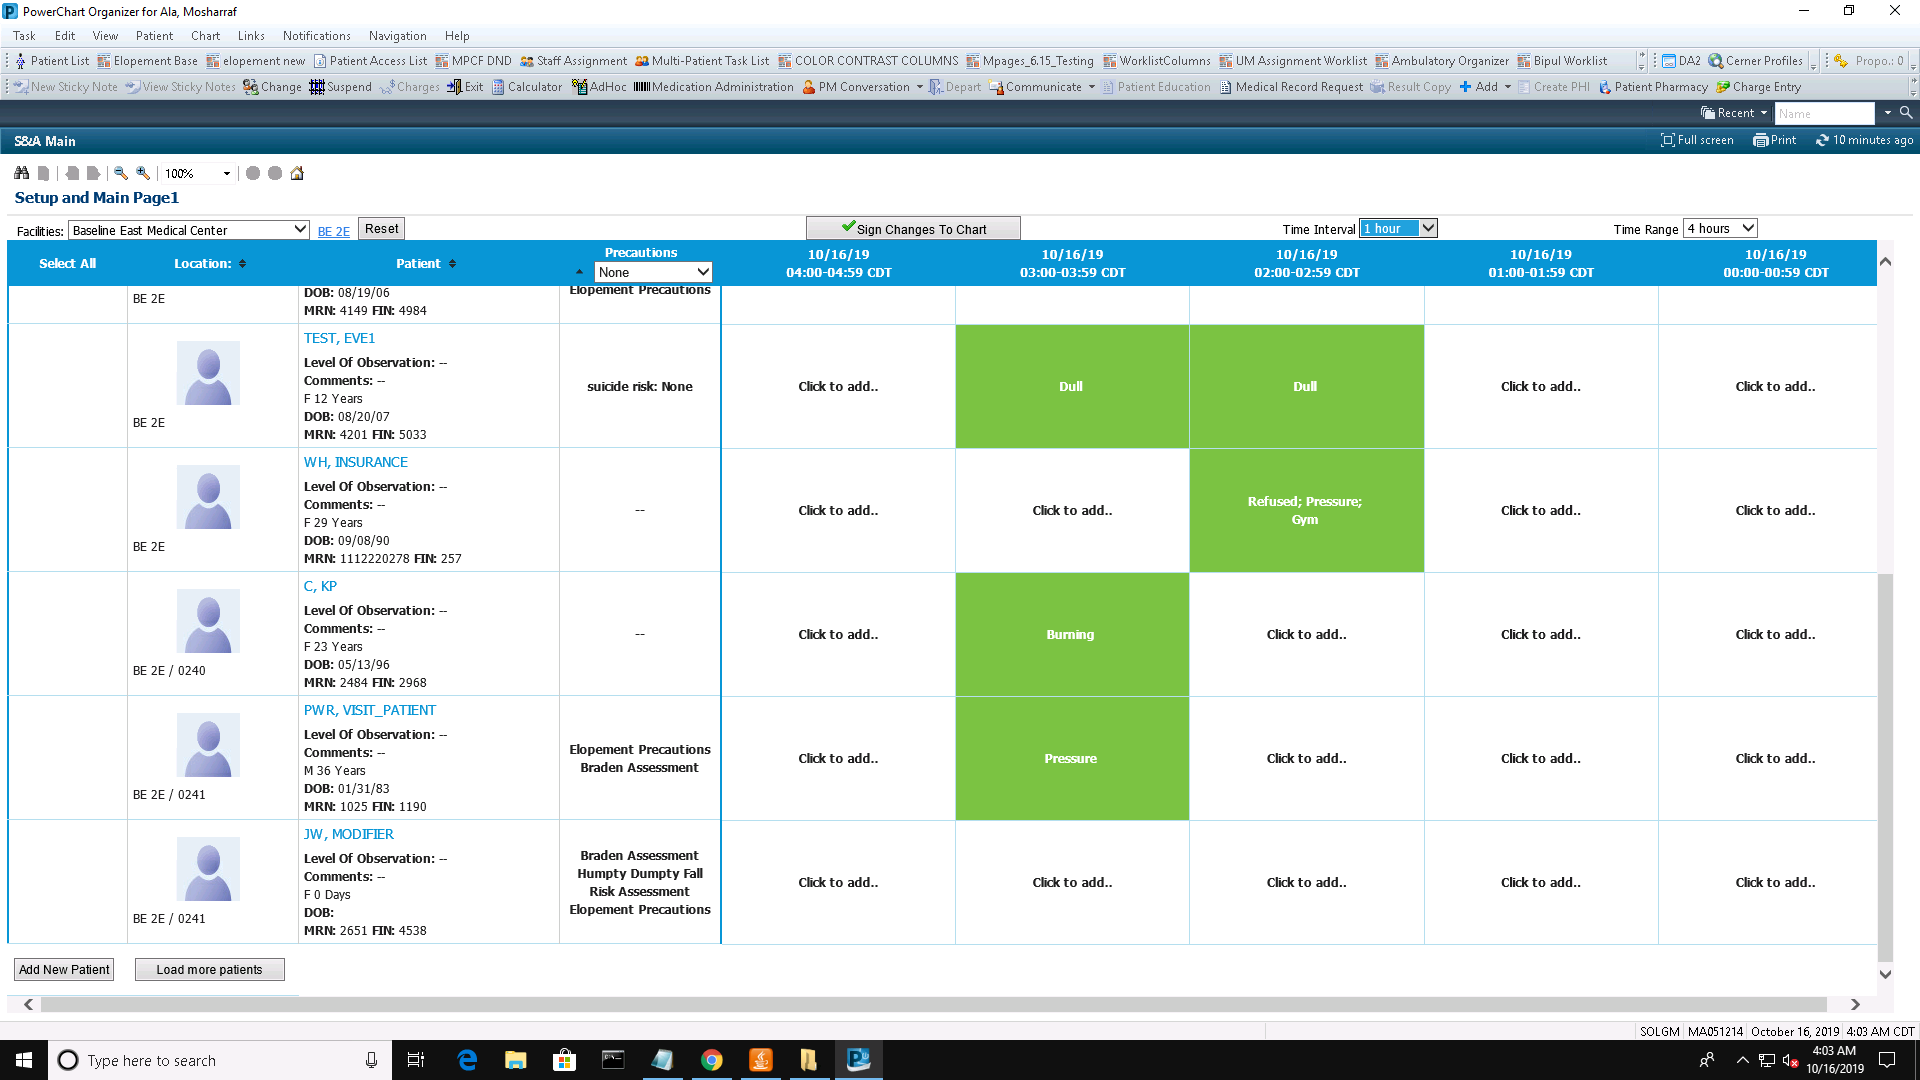 PowerChart Organizer for Ala, Mosharraf
Task Edit View Patient Chart Links Notifications Navigation Help
Patient List Elopement Base elopement new Patient Access List MPCF DND Staff Assignment Multi-Patient Task List COLOR CONTRAST COLUMNS Mpages_6.15_Testing WorklistColumns UM Assignment Worklist Ambulatory Organizer Bipul Worklist DA2 Cerner Profiles Propo.: 0
New Sticky Note View Sticky Notes Change Suspend Charges Exit Calculator AdHoc Medication Administration PM Conversation Depart Communicate Patient Education Medical Record Request Result Copy Add Create PHI Patient Pharmacy Charge Entry
Recent Name
S&A Main Full screen Print 10 minutes ago
100%
Setup and Main Page1
Facilities: Baseline East Medical Center BE 2E Reset Sign Changes To Chart Time Interval 1 hour Time Range 4 hours
Select All Location: Patient Precautions None
10/16/19 04:00-04:59 CDT
10/16/19 03:00-03:59 CDT
10/16/19 02:00-02:59 CDT
10/16/19 01:00-01:59 CDT
10/16/19 00:00-00:59 CDT
BE 2E
DOB: 08/19/06
MRN: 4149 FIN: 4984
Elopement Precautions
BE 2E
TEST, EVE1
Level Of Observation: --
Comments: --
F 12 Years
DOB: 08/20/07
MRN: 4201 FIN: 5033
suicide risk: None
Click to add.. Dull Dull Click to add.. Click to add..
BE 2E
WH, INSURANCE
Level Of Observation: --
Comments: --
F 29 Years
DOB: 09/08/90
MRN: 1112220278 FIN: 257
--
Click to add.. Click to add.. Refused; Pressure; Gym Click to add.. Click to add..
BE 2E / 0240
C, KP
Level Of Observation: --
Comments: --
F 23 Years
DOB: 05/13/96
MRN: 2484 FIN: 2968
--
Click to add.. Burning Click to add.. Click to add.. Click to add..
BE 2E / 0241
PWR, VISIT_PATIENT
Level Of Observation: --
Comments: --
M 36 Years
DOB: 01/31/83
MRN: 1025 FIN: 1190
Elopement Precautions
Braden Assessment
Click to add.. Pressure Click to add.. Click to add.. Click to add..
BE 2E / 0241
JW, MODIFIER
Level Of Observation: --
Comments: --
F 0 Days
DOB:
MRN: 2651 FIN: 4538
Braden Assessment
Humpty Dumpty Fall
Risk Assessment
Elopement Precautions
Click to add.. Click to add.. Click to add.. Click to add.. Click to add..
Add New Patient Load more patients
SOLGM MA051214 October 16, 2019 4:03 AM CDT
Type here to search
4:03 AM
10/16/2019